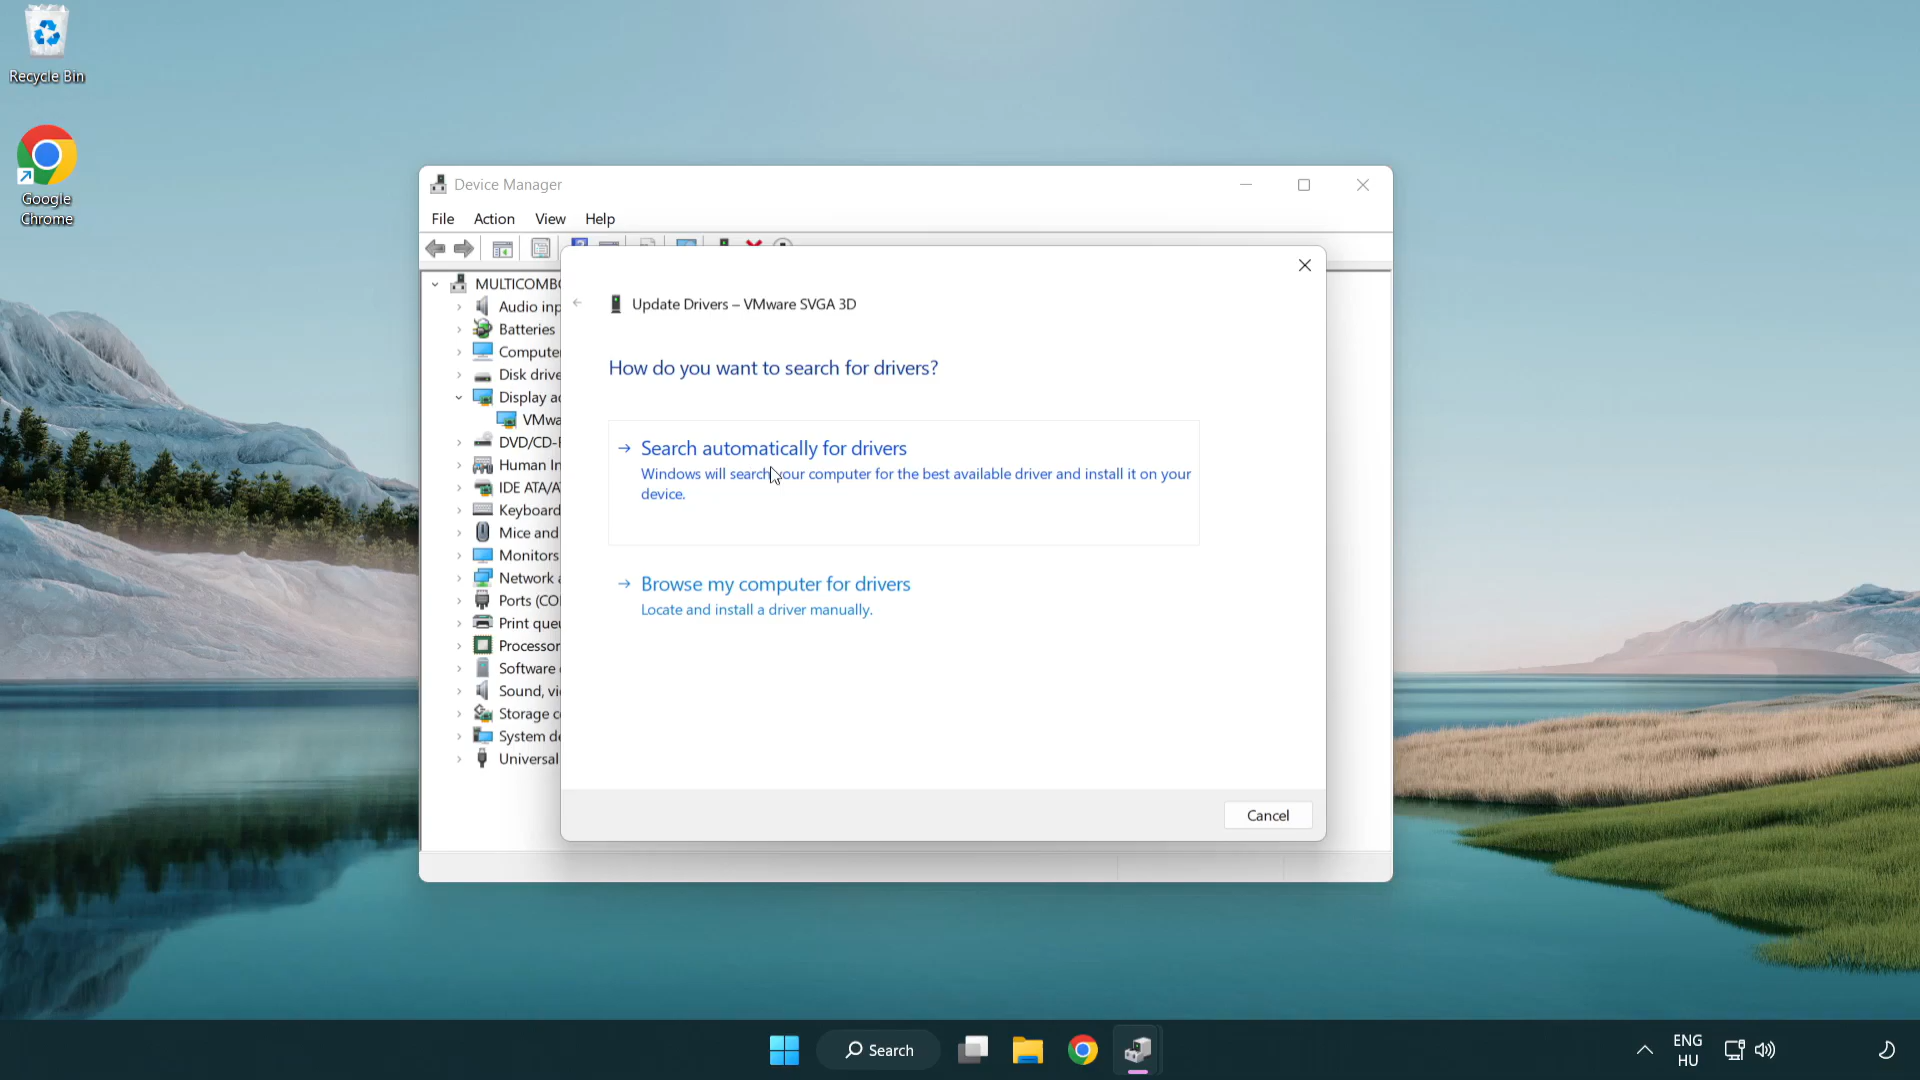 Recycle Bin
Google
Chrome
Device Manager
File Action View Help
MULTICOMBO
Audio inp
Batteries
Compute
Disk drive
Display a
VMwa
DVD/CD-
Human In
IDE ATA/A
Keyboard
Mice and
Monitors
Network a
Ports (CO
Print que
Processor
Software
Sound, vi
Storage c
System de
Universal
Update Drivers – VMware SVGA 3D
How do you want to search for drivers?
Search automatically for drivers
Windows will search your computer for the best available driver and install it on your
device.
Browse my computer for drivers
Locate and install a driver manually.
Cancel
Search
ENG
HU